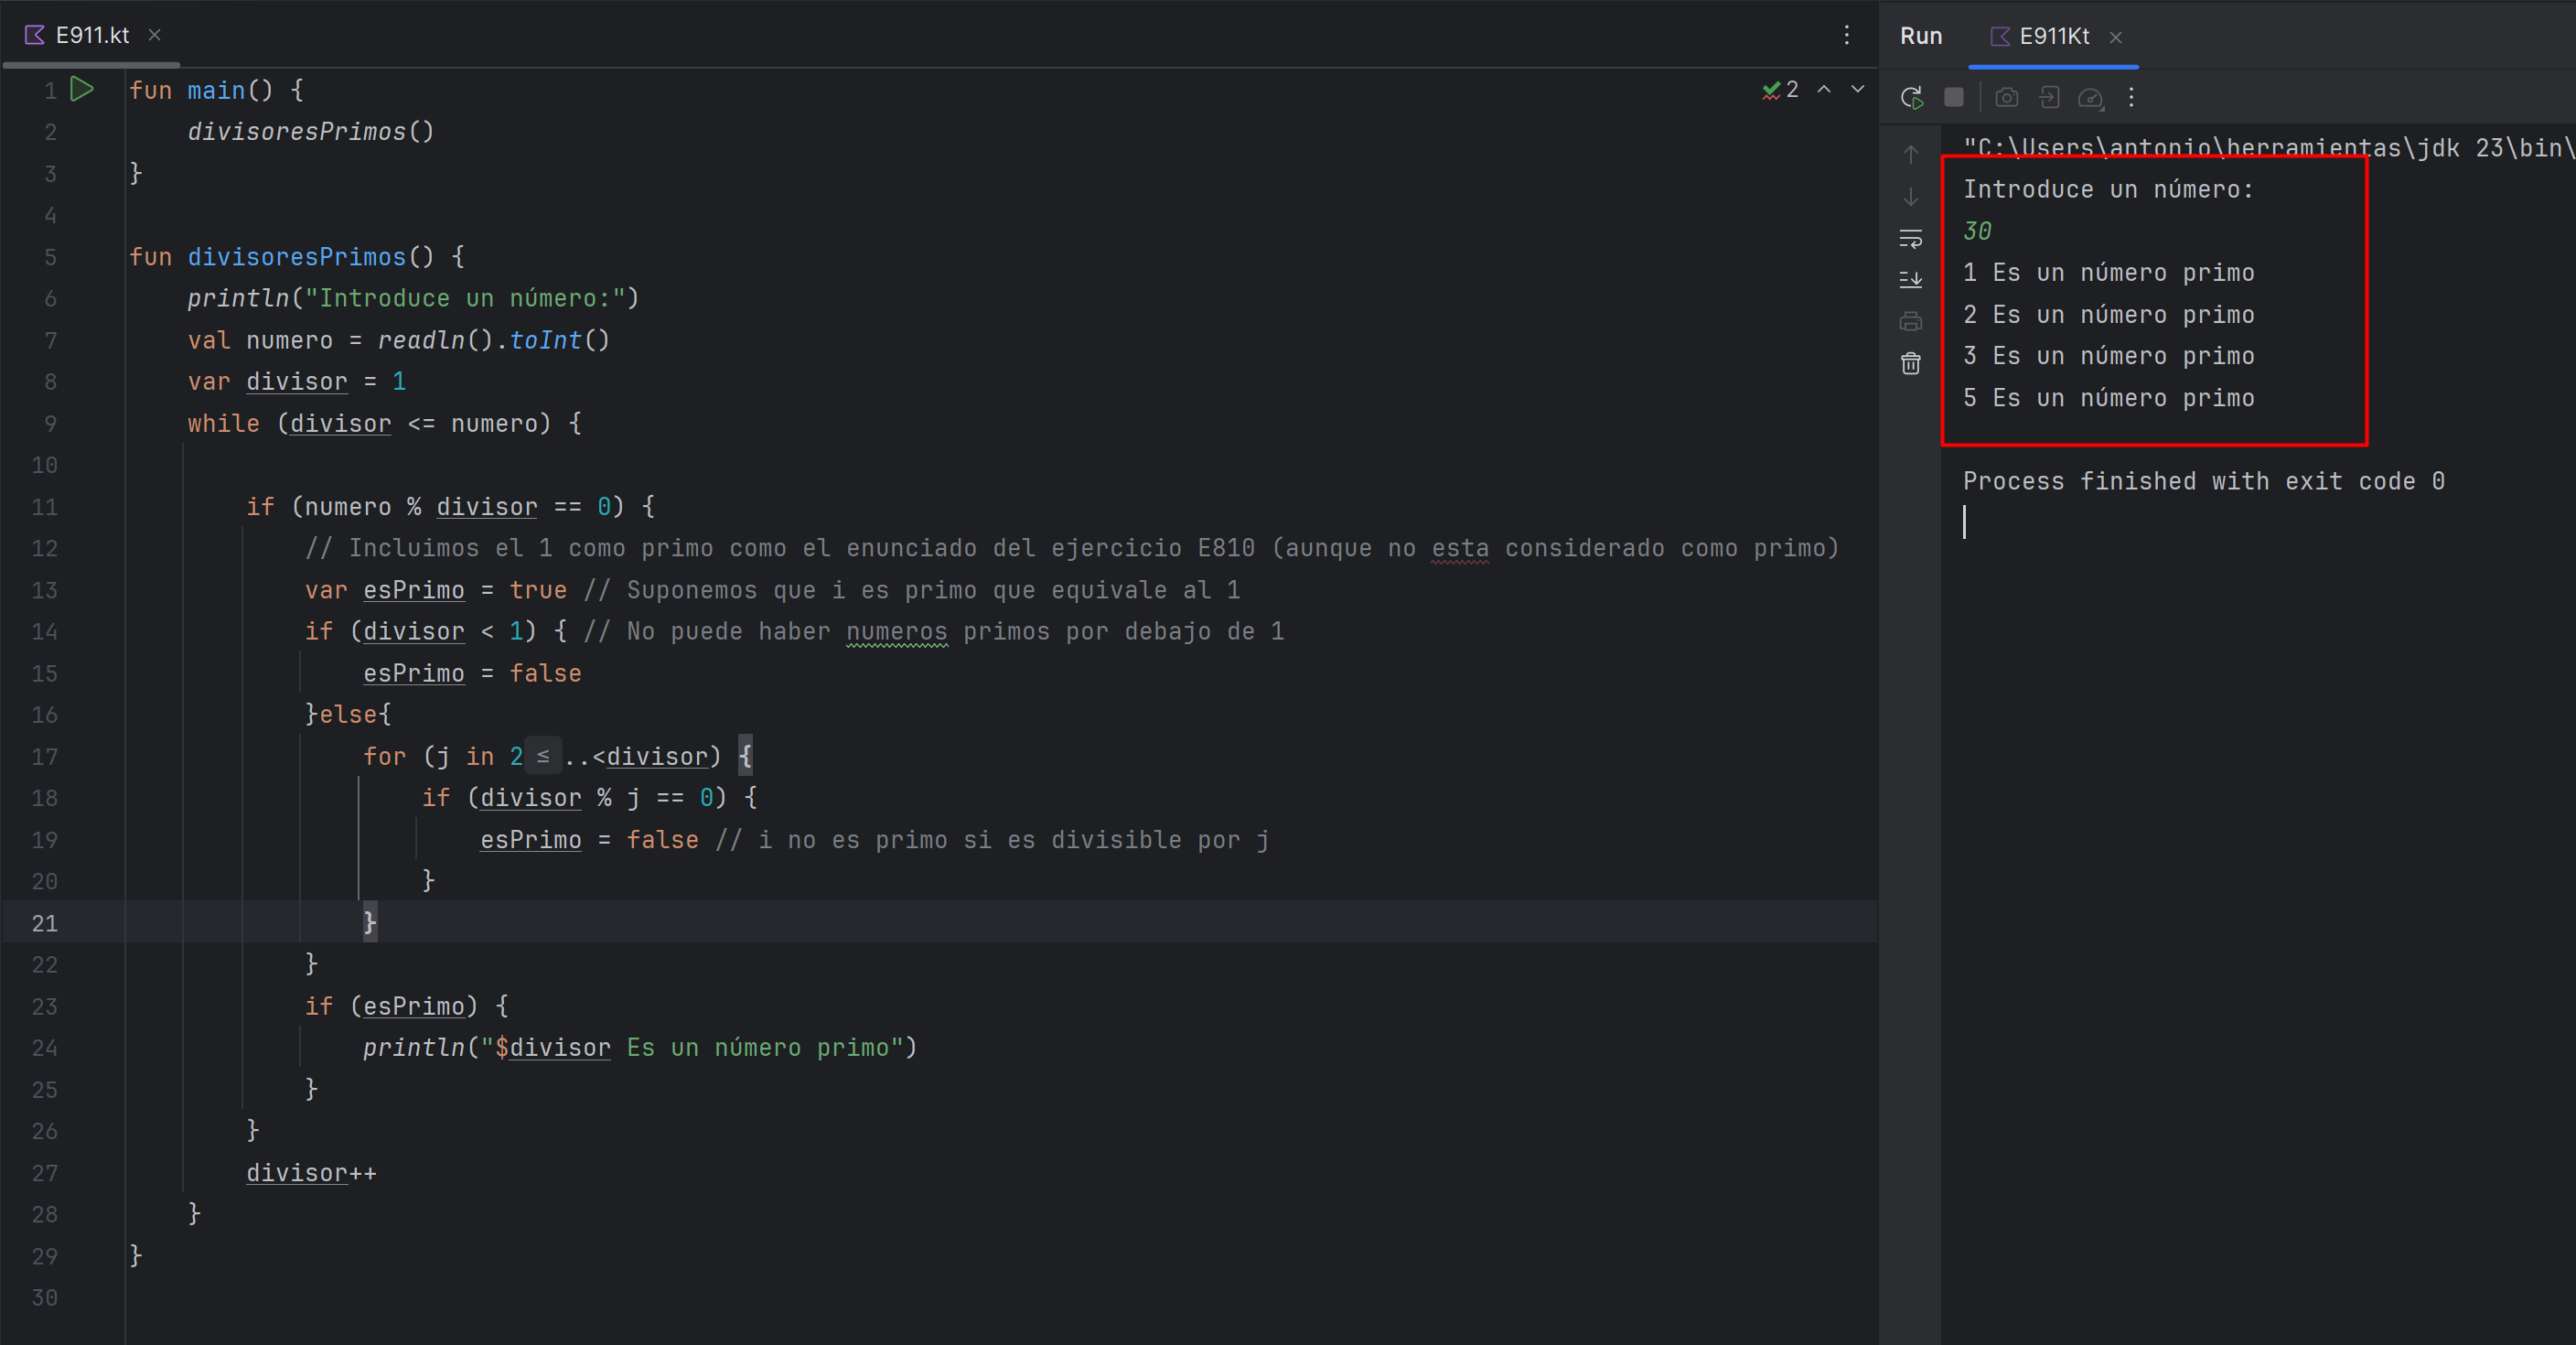 E911.kt
1 fun main() {
2 divisoresPrimos()
3 }
4
5 fun divisoresPrimos() {
6 println("Introduce un número:")
7 val numero = readln().toInt()
8 var divisor = 1
9 while (divisor <= numero) {
10
11 if (numero % divisor == 0) {
12 // Incluimos el 1 como primo como el enunciado del ejercicio E810 (aunque no esta considerado como primo)
13 var esPrimo = true // Suponemos que i es primo que equivale al 1
14 if (divisor < 1) { // No puede haber numeros primos por debajo de 1
15 esPrimo = false
16 }else{
17 for (j in 2 ≤ ..<divisor) {
18 if (divisor % j == 0) {
19 esPrimo = false // i no es primo si es divisible por j
20 }
21 }
22 }
23 if (esPrimo) {
24 println("$divisor Es un número primo")
25 }
26 }
27 divisor++
28 }
29 }
30
2
Run E911Kt
"C:\Users\antonio\herramientas\jdk 23\bin\
Introduce un número:
30
1 Es un número primo
2 Es un número primo
3 Es un número primo
5 Es un número primo
Process finished with exit code 0